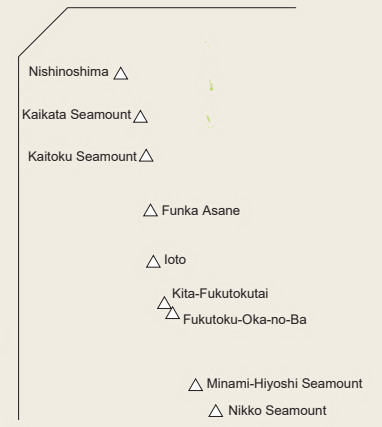 Nishinoshima
Kaikata Seamount
Kaitoku Seamount
Funka Asane
Ioto
Kita-Fukutokutai
Fukutoku-Oka-no-Ba
Minami-Hiyoshi Seamount
Nikko Seamount